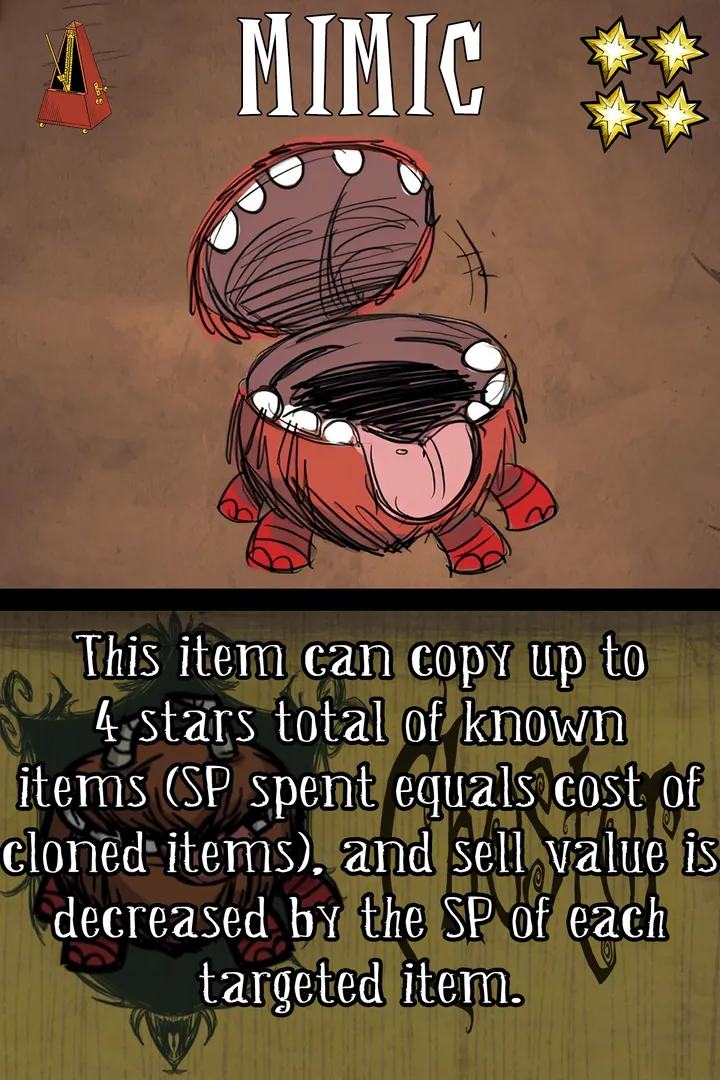 MIMIC
This item can copy up to
4 stars total of known
items (SP spent equals cost of
cloned items), and sell value is
decreased by the SP of each
targeted item.
Chester